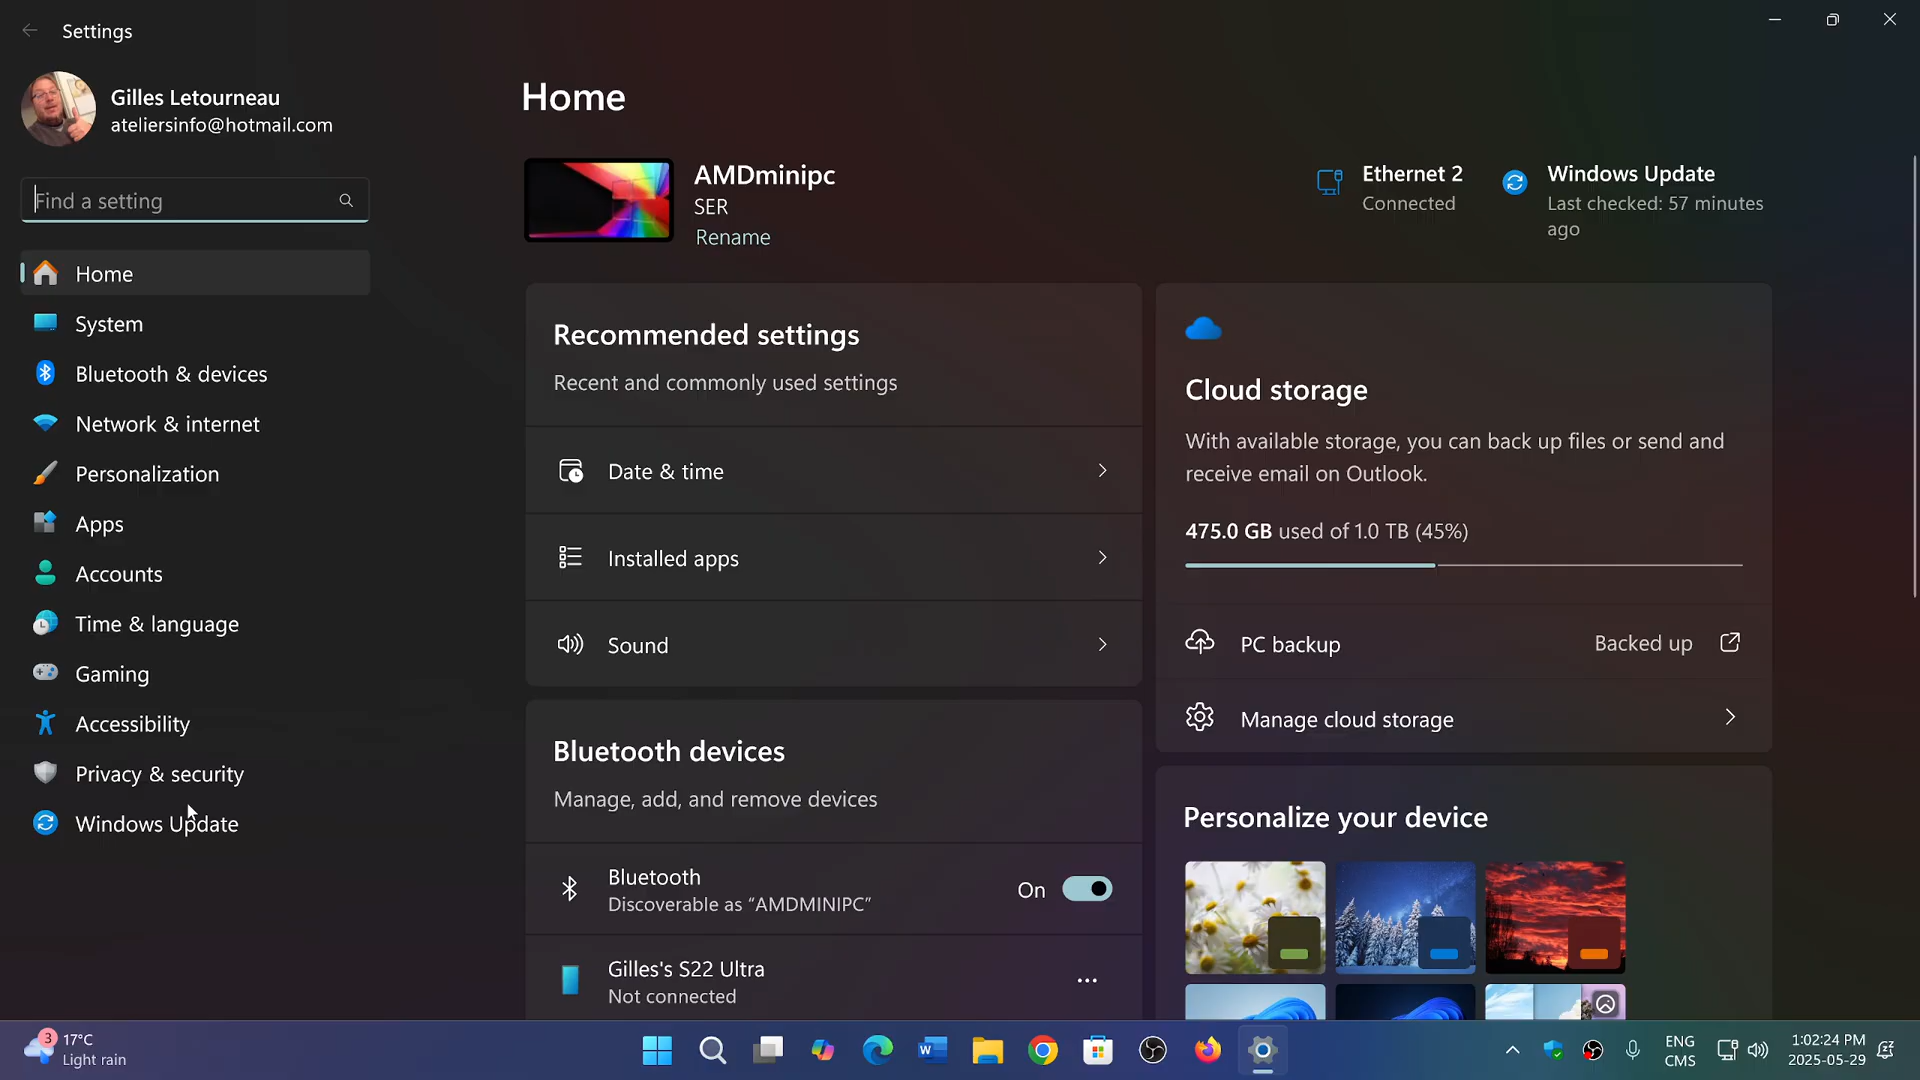 Settings
Gilles Letourneau
ateliersinfo@hotmail.com
Find a setting
Home
System
Bluetooth & devices
Network & internet
Personalization
Apps
Accounts
Time & language
Gaming
Accessibility
Privacy & security
Windows Update
Home
AMDminipc
SER
Rename
Ethernet 2
Connected
Windows Update
Last checked: 57 minutes
ago
Recommended settings
Recent and commonly used settings
Date & time
Installed apps
Sound
Bluetooth devices
Manage, add, and remove devices
Bluetooth
Discoverable as “AMDMINIPC”
On
Gilles's S22 Ultra
Not connected
Cloud storage
With available storage, you can back up files or send and
receive email on Outlook.
475.0 GB used of 1.0 TB (45%)
PC backup
Backed up
Manage cloud storage
Personalize your device
3
17°C
Light rain
W
ENG
CMS
1:02:24 PM
2025-05-29